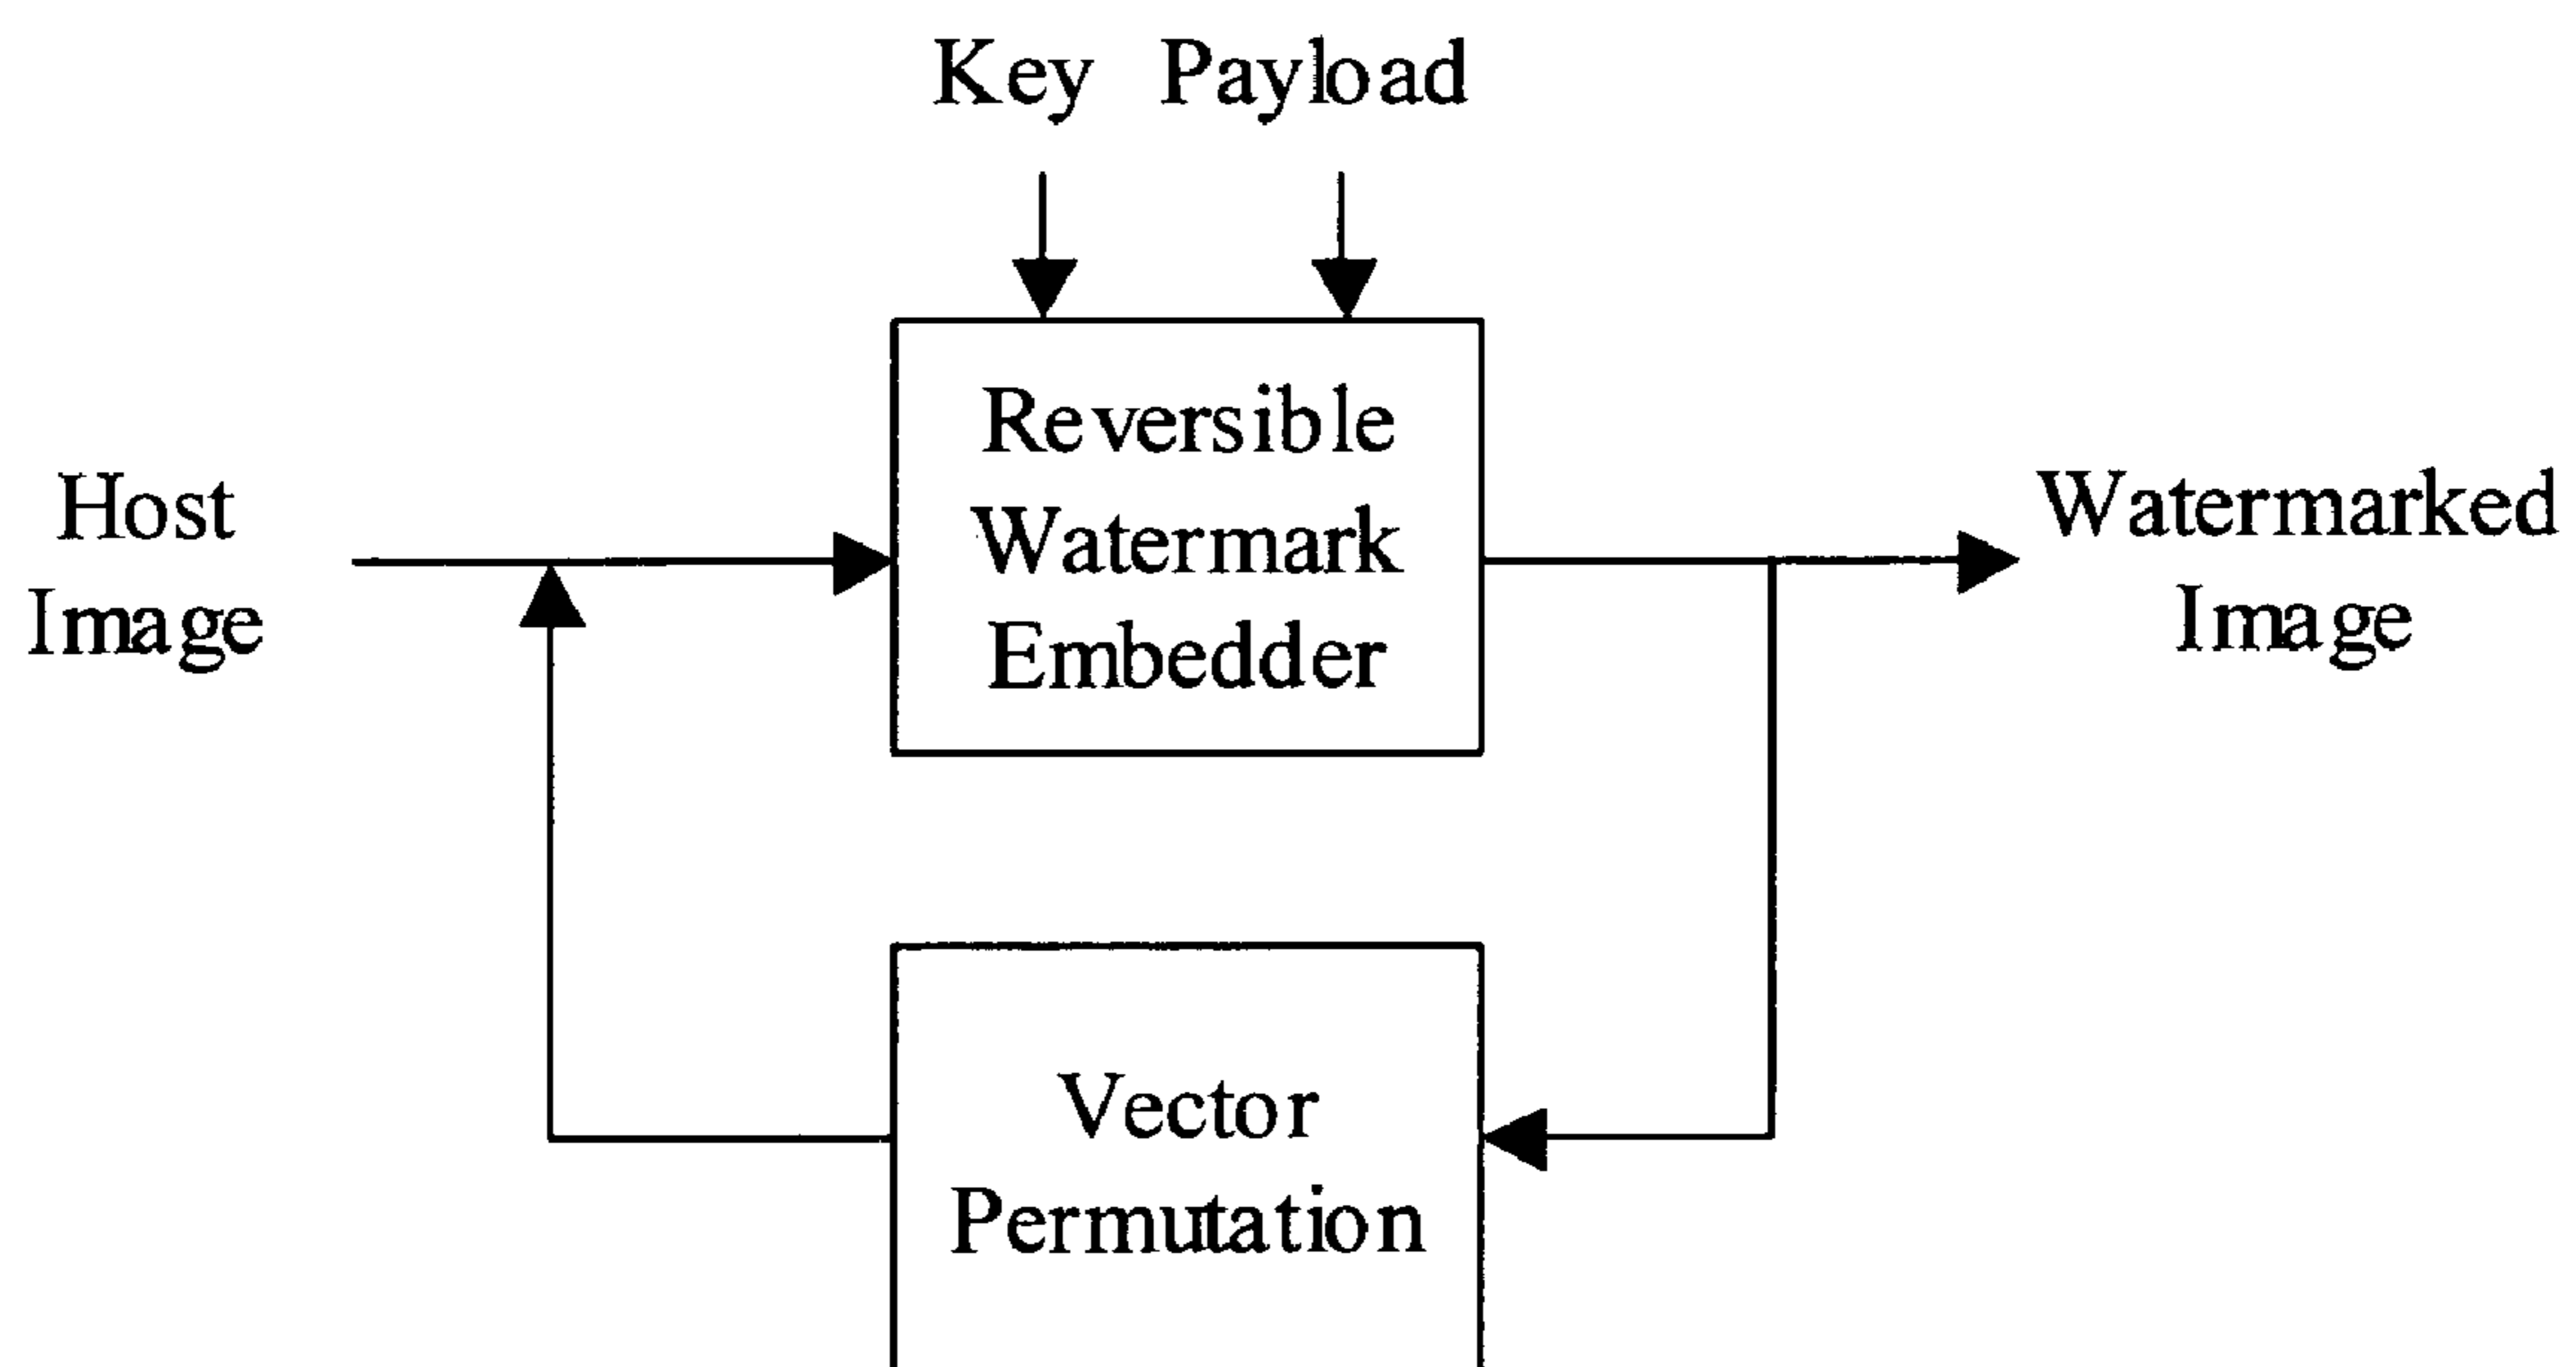 Key Payload
Host
Image
Reversible
Watermark
Embedder
Watermarked
Image
Vector
Permutation